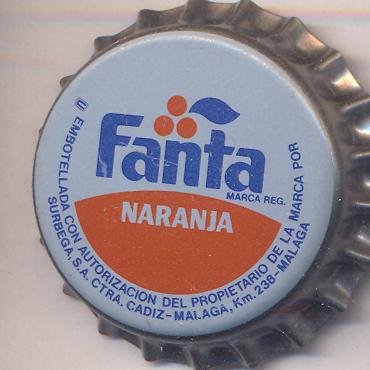 Fanta
MARCA REG.
NARANJA
U EMBOTELLADA CON AUTORIZACION DEL PROPIETARIO DE LA MARCA POR
SURBEGA, S.A. CTRA. CADIZ-MALAGA, Km. 238-MALAGA